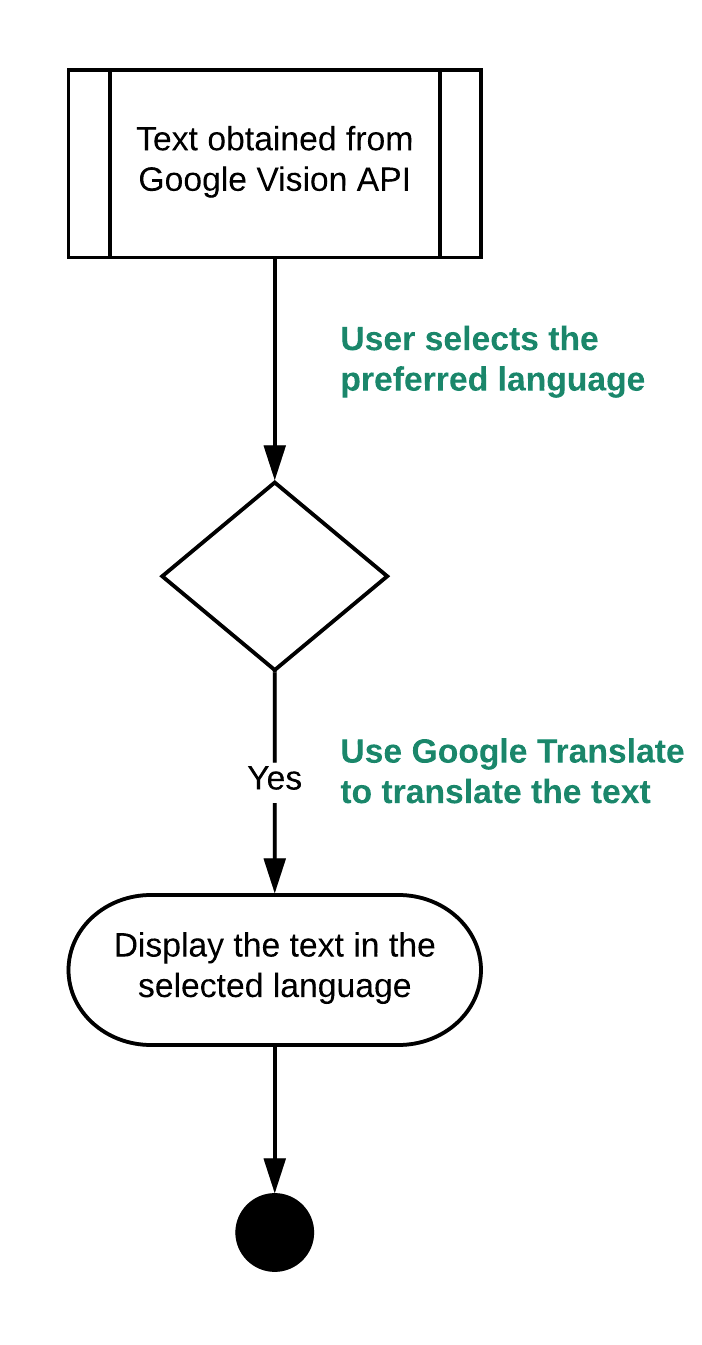 Text obtained from
Google Vision API
User selects the
preferred language
Use Google Translate
to translate the text
Yes
Display the text in the
selected language